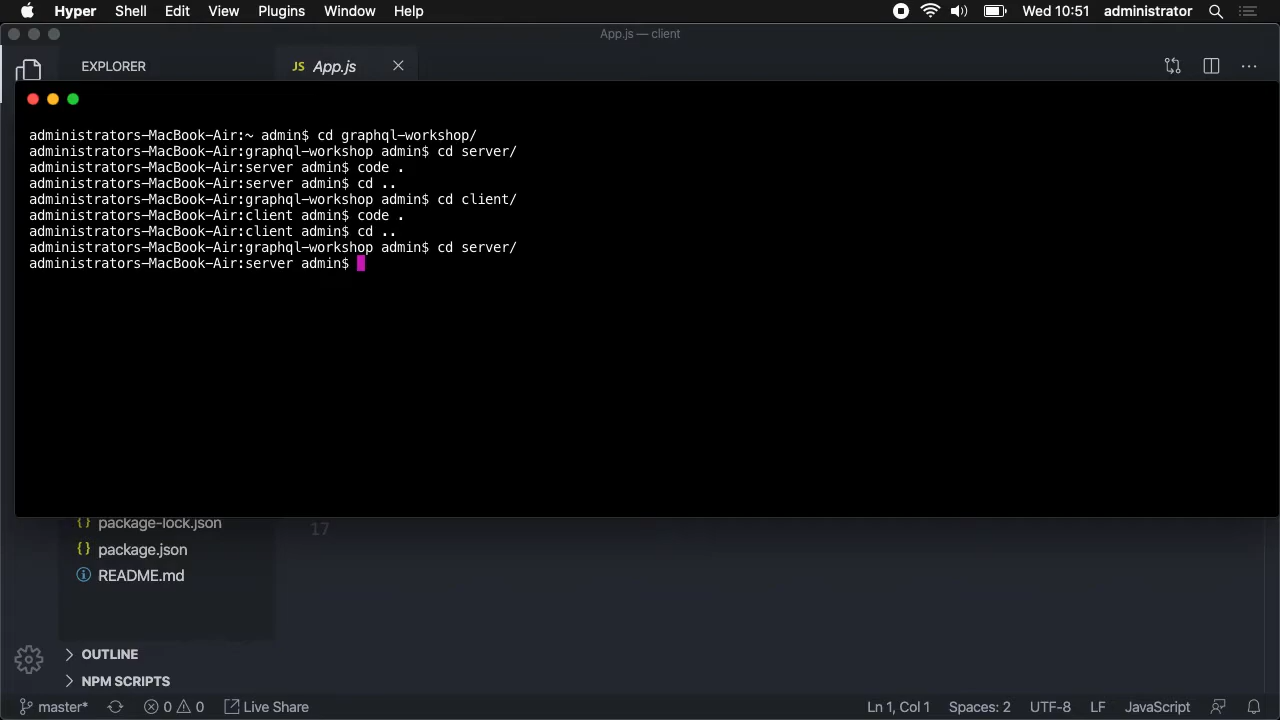 Hyper Shell Edit View Plugins Window Help Wed 10:51 administrator
App.js — client
EXPLORER JS App.js
administrators-MacBook-Air:~ admin$ cd graphql-workshop/
administrators-MacBook-Air:graphql-workshop admin$ cd server/
administrators-MacBook-Air:server admin$ code .
administrators-MacBook-Air:server admin$ cd ..
administrators-MacBook-Air:graphql-workshop admin$ cd client/
administrators-MacBook-Air:client admin$ code .
administrators-MacBook-Air:client admin$ cd ..
administrators-MacBook-Air:graphql-workshop admin$ cd server/
administrators-MacBook-Air:server admin$
{} package-lock.json 17
{} package.json
README.md
OUTLINE
NPM SCRIPTS
master* 0 0 Live Share Ln 1, Col 1 Spaces: 2 UTF-8 LF JavaScript